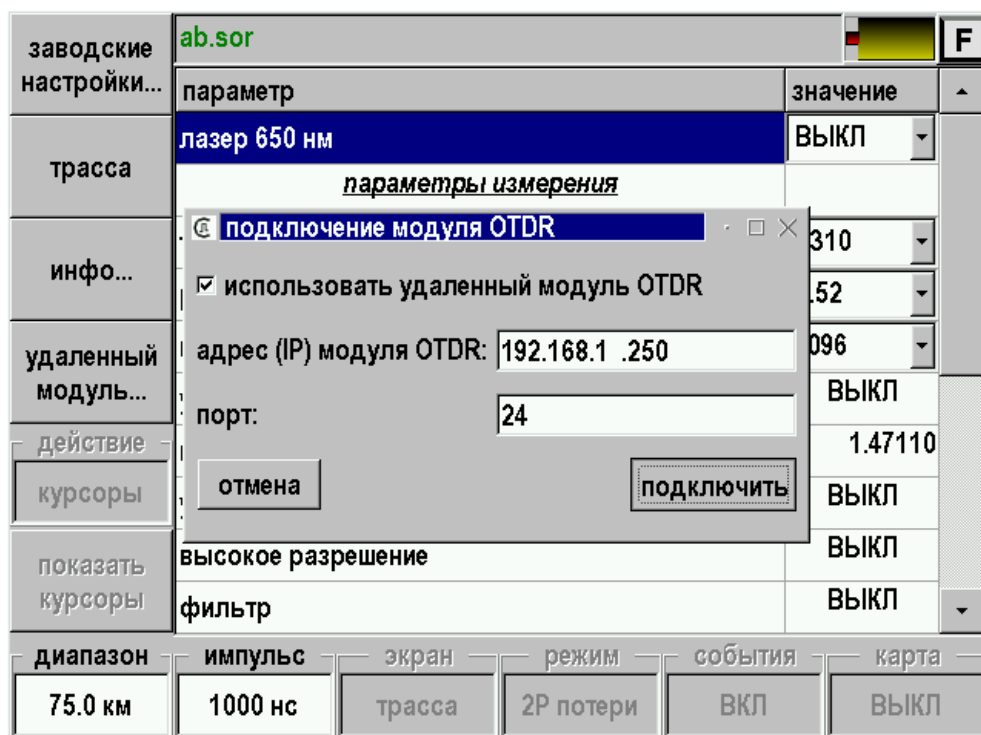 заводские
настройки...
ab.sor
F
параметр
значение
лазер 650 нм
ВЫКЛ
трасса
параметры измерения
подключение модуля OTDR
310
инфо...
использовать удаленный модуль OTDR
.52
удаленный
модуль...
адрес (IP) модуля OTDR:
192.168.1 .250
096
порт:
24
ВЫКЛ
действие
курсоры
1.47110
отмена
подключить
ВЫКЛ
показать
курсоры
высокое разрешение
ВЫКЛ
фильтр
ВЫКЛ
диапазон
импульс
экран
режим
события
карта
75.0 км
1000 нс
трасса
2P потери
ВКЛ
ВЫКЛ